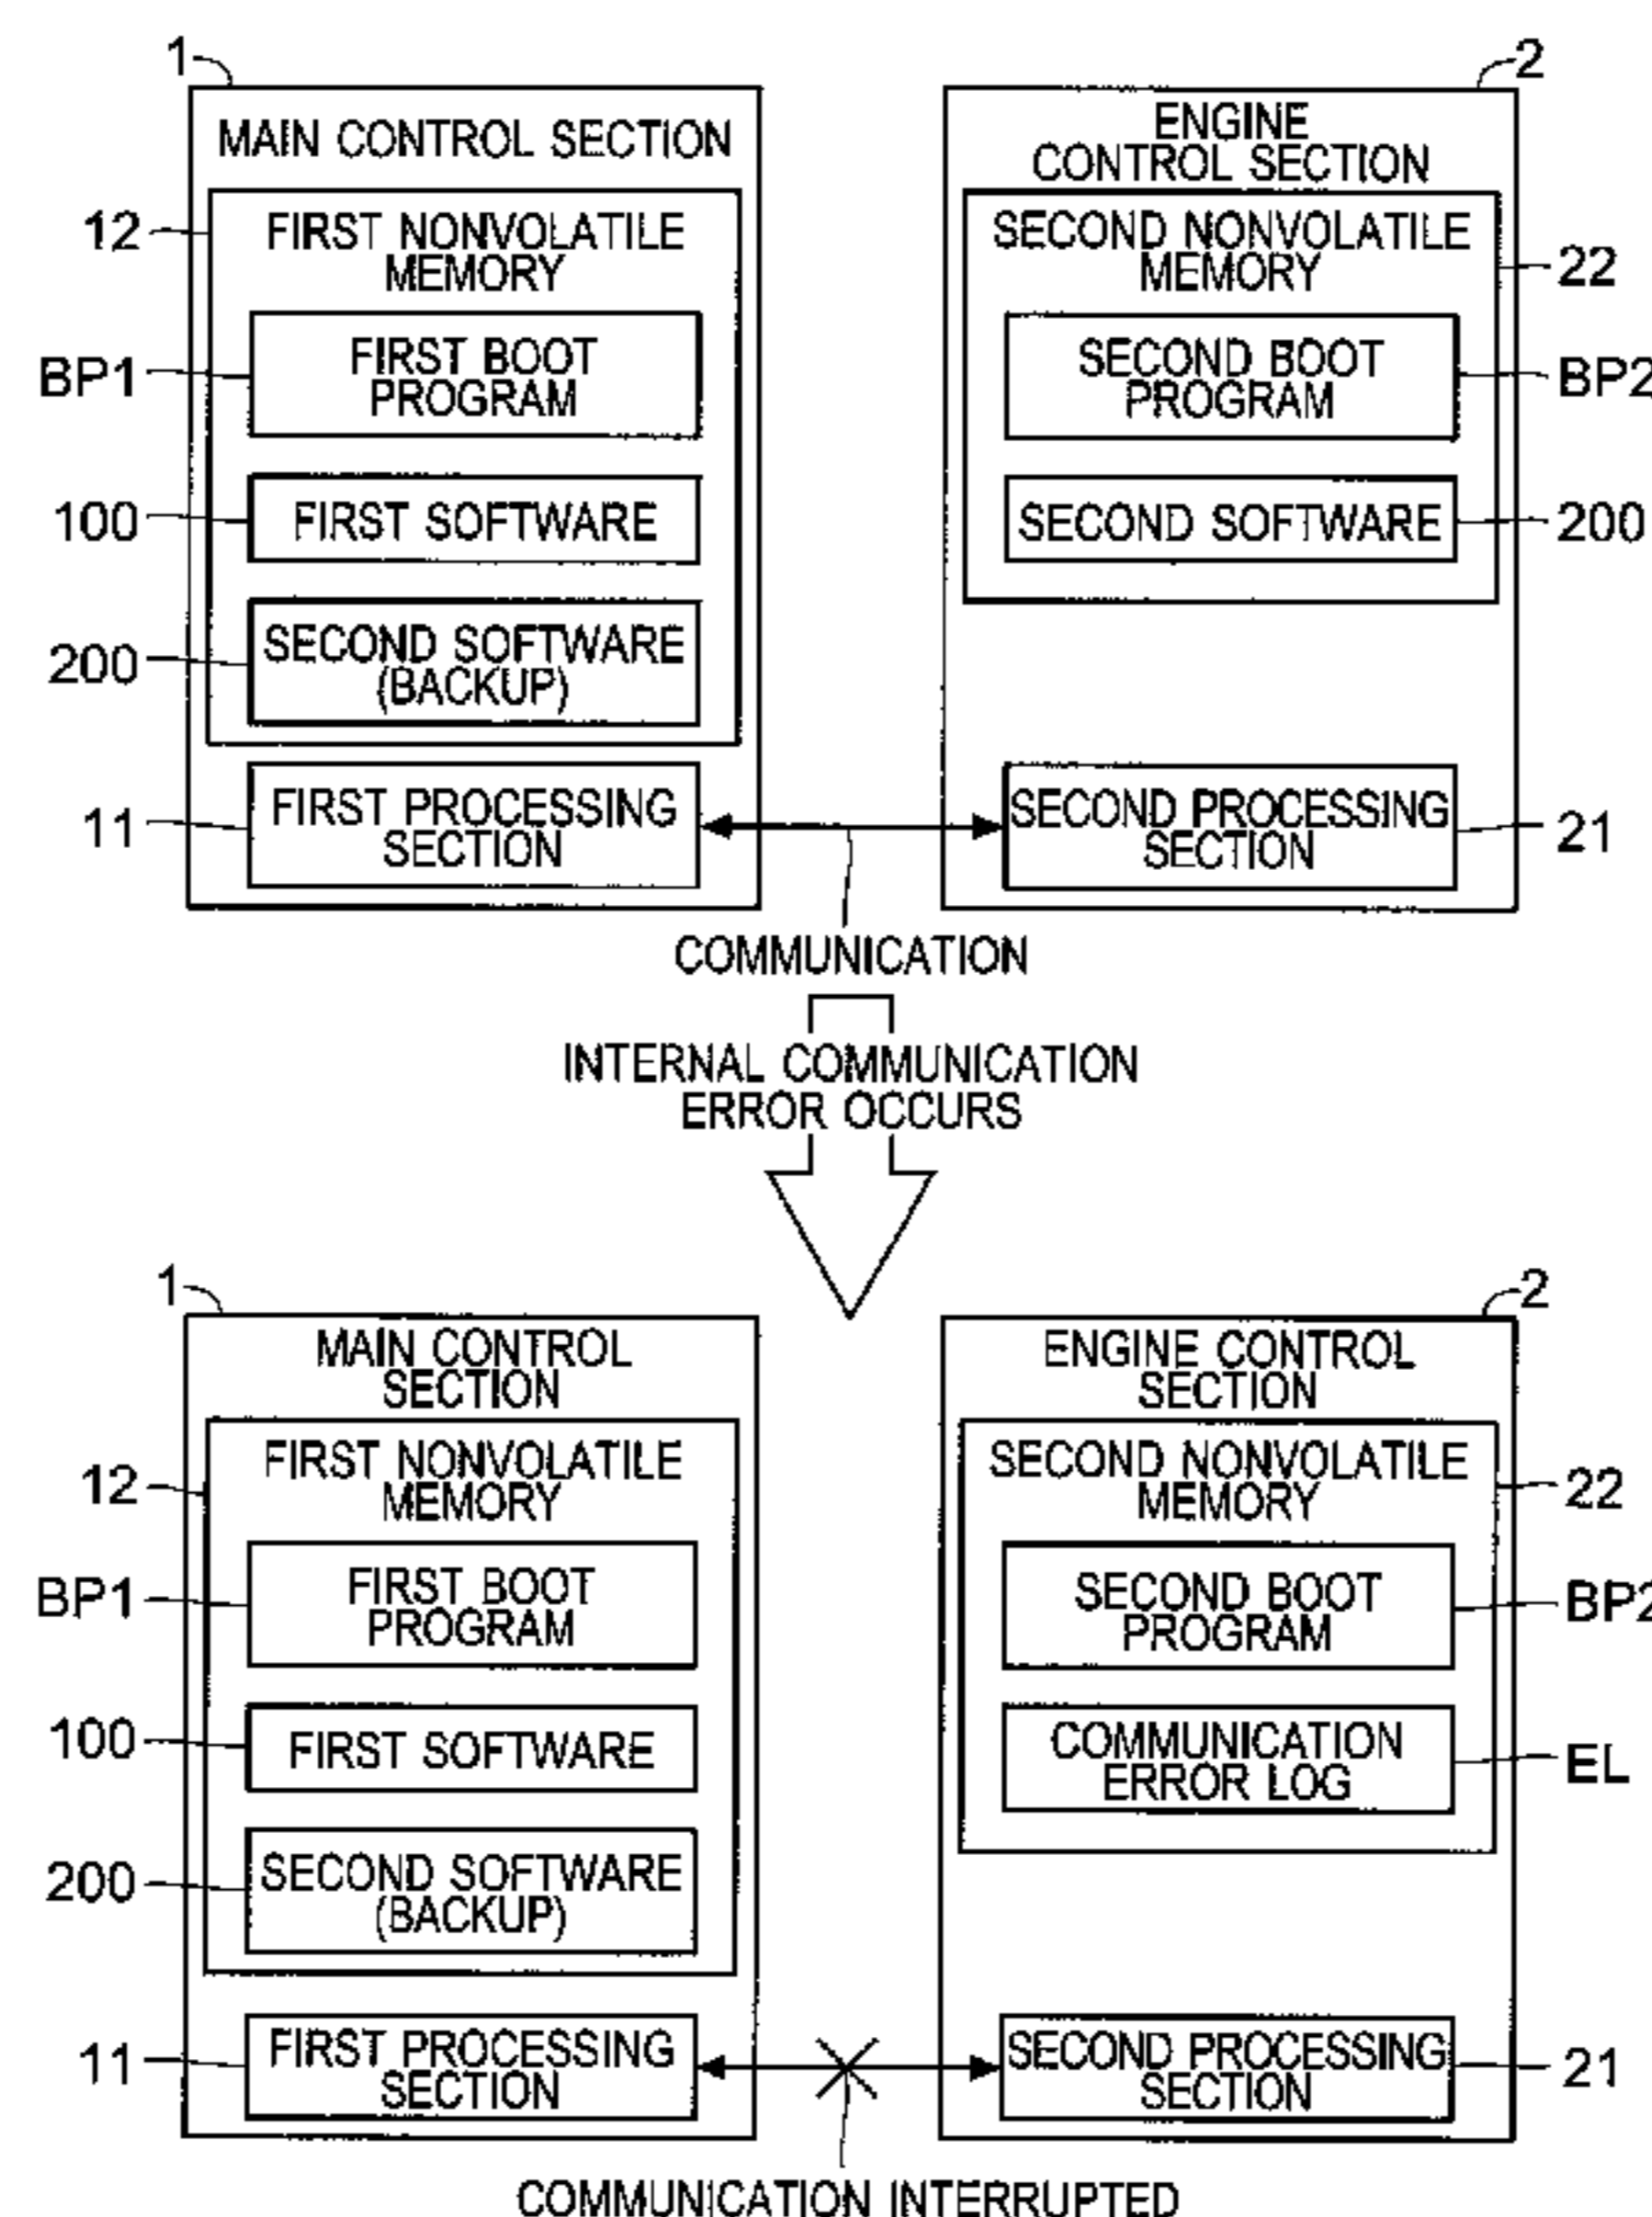 1
2
MAIN CONTROL SECTION
ENGINE
CONTROL SECTION
12
FIRST NONVOLATILE
MEMORY
SECOND NONVOLATILE
MEMORY
22
BP1
FIRST BOOT
PROGRAM
SECOND BOOT
PROGRAM
BP2
100
FIRST SOFTWARE
SECOND SOFTWARE
200
200
SECOND SOFTWARE
(BACKUP)
11
FIRST PROCESSING
SECTION
SECOND PROCESSING
SECTION
21
COMMUNICATION
INTERNAL COMMUNICATION
ERROR OCCURS
1
2
MAIN CONTROL
SECTION
ENGINE CONTROL
SECTION
12
FIRST NONVOLATILE
MEMORY
SECOND NONVOLATILE
MEMORY
22
BP1
FIRST BOOT
PROGRAM
SECOND BOOT
PROGRAM
BP2
100
FIRST SOFTWARE
COMMUNICATION
ERROR LOG
EL
200
SECOND SOFTWARE
(BACKUP)
11
FIRST PROCESSING
SECTION
SECOND PROCESSING
SECTION
21
COMMUNICATION INTERRUPTED